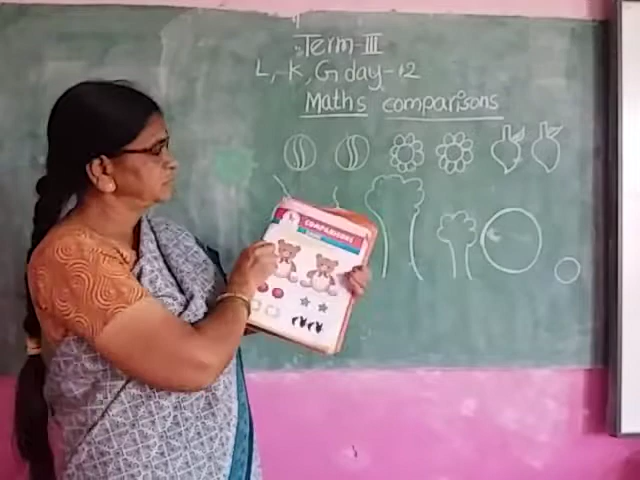 Term-III
L, K, G day-12
Maths comparisons
COMPARISONS